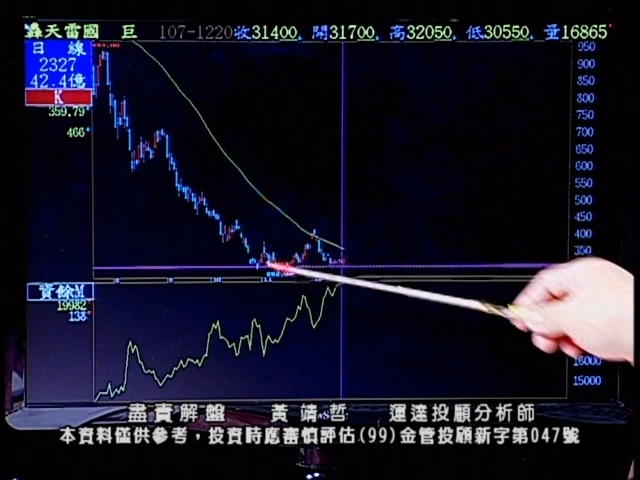 轟天雷國 巨 107-1220收31400, 開31700, 高32050, 低30550, 量16865
日 線
2327
42.4億
K
359.79
466
950
900
850
800
750
700
650
600
550
500
450
400
350
資餘M
19982
138
15000
盡責解盤 黃靖哲 運達投顧分析師
本資料僅供參考，投資時應審慎評估.(99)金管投顧新字第047號